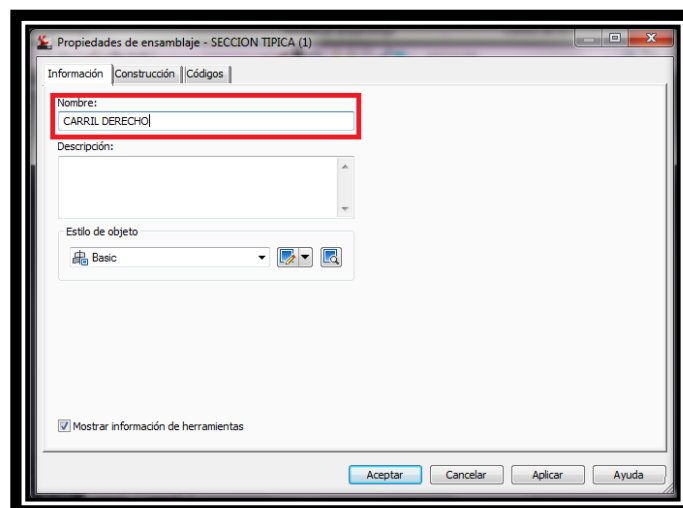 Propiedades de ensamblaje - SECCION TIPICA (1)
Información Construcción Códigos
Nombre:
CARRIL DERECHO
Descripción:
Estilo de objeto
Basic
Mostrar información de herramientas
Aceptar Cancelar Aplicar Ayuda